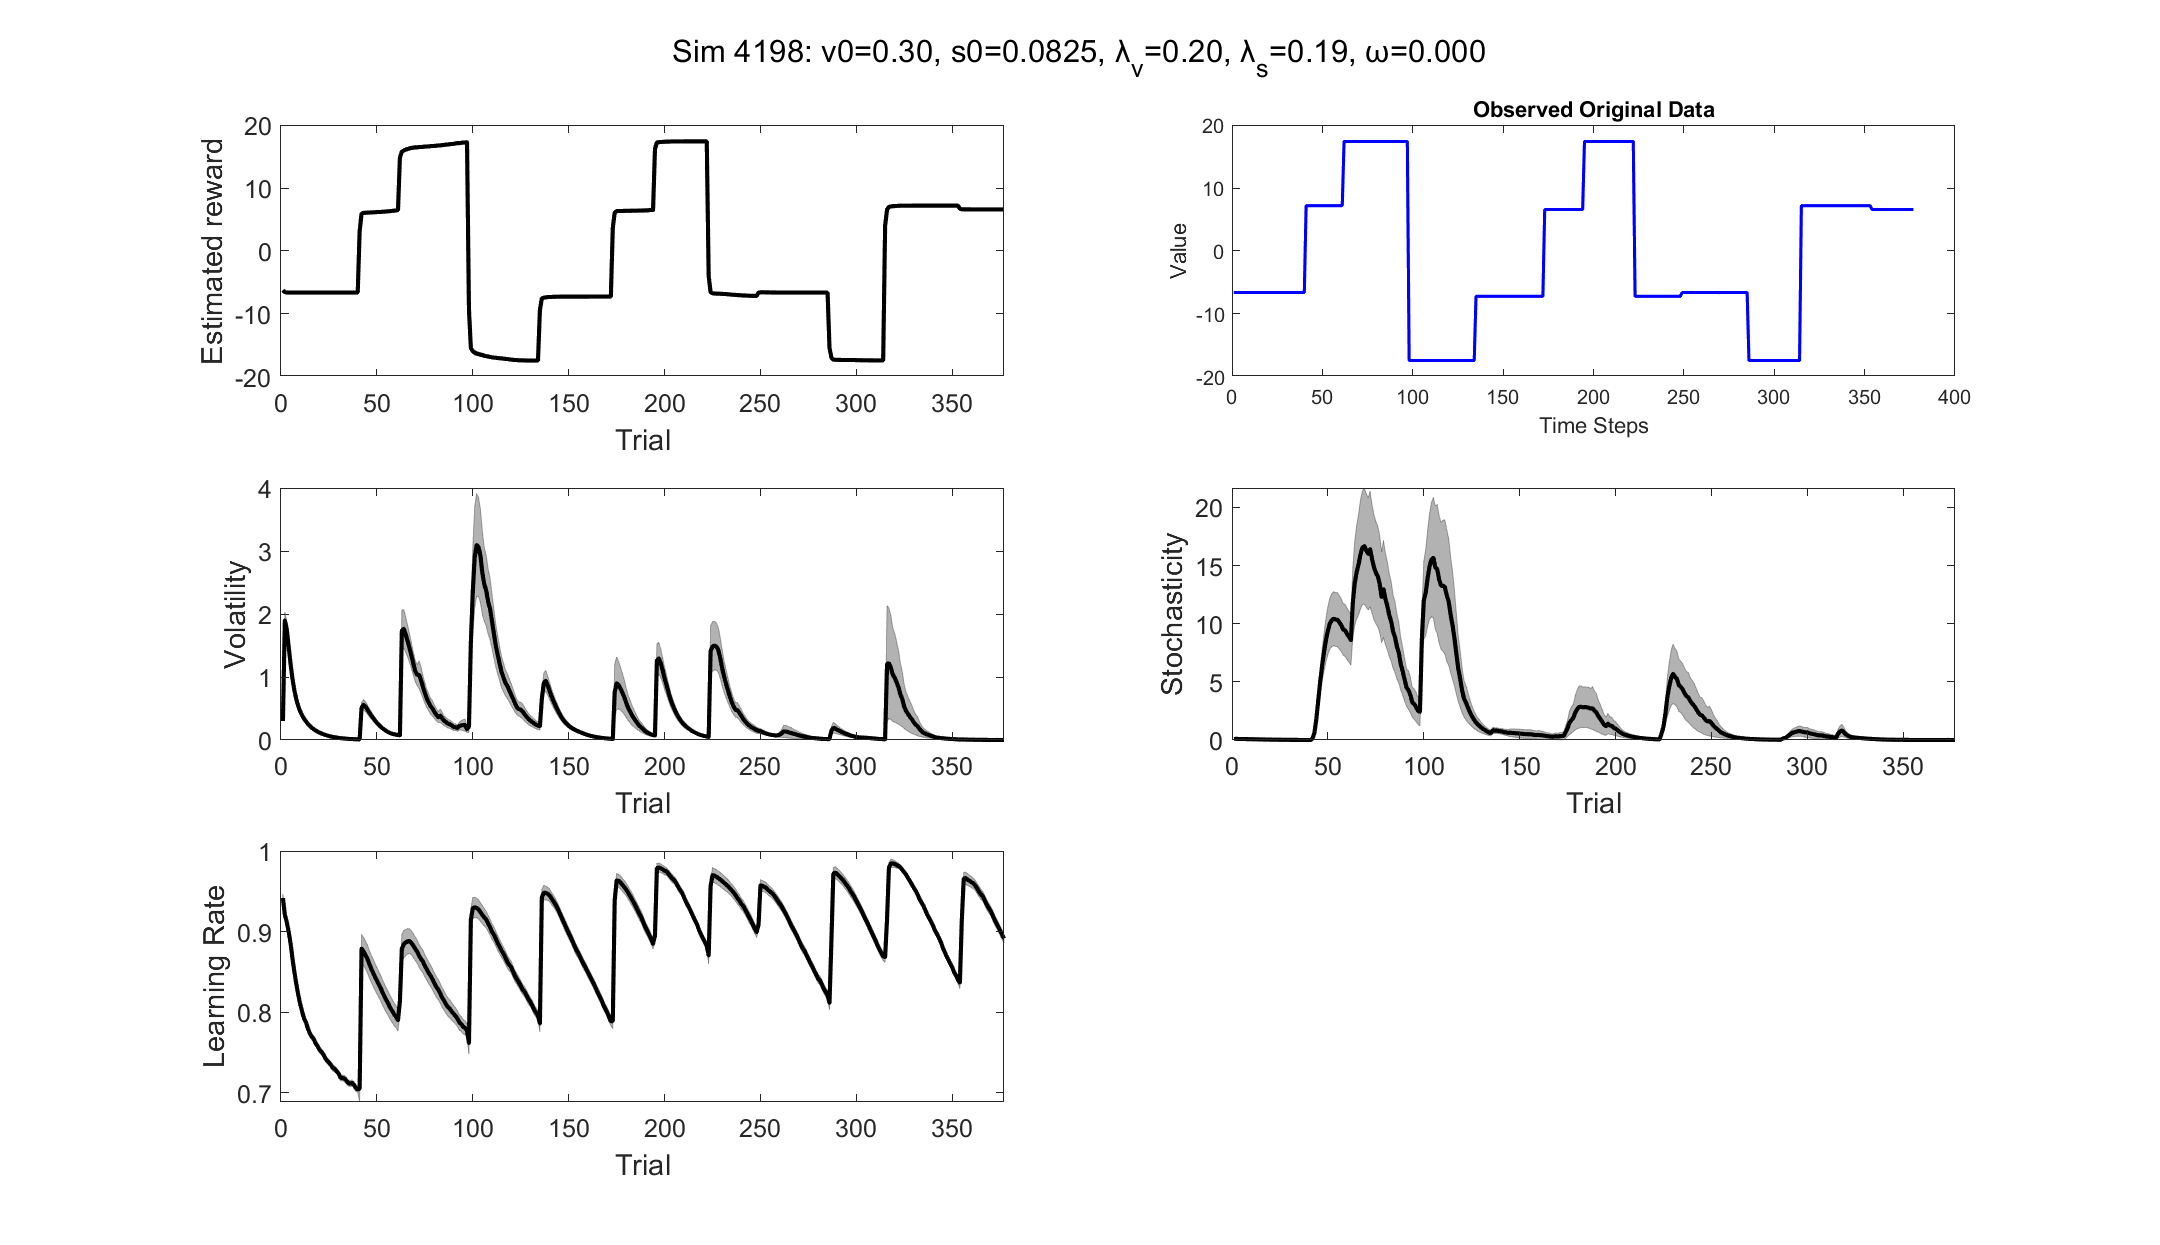 Sim 4198: v0=0.30, s0=0.0825, λ_v=0.20, λ_s=0.19, ω=0.000
20
10
0
-10
-20
Estimated reward
0 50 100 150 200 250 300 350
Trial
Observed Original Data
20
10
0
-10
-20
Value
0 50 100 150 200 250 300 350 400
Time Steps
4
3
2
1
0
Volatility
0 50 100 150 200 250 300 350
Trial
20
15
10
5
0
Stochasticity
0 50 100 150 200 250 300 350
Trial
1
0.9
0.8
0.7
Learning Rate
0 50 100 150 200 250 300 350
Trial